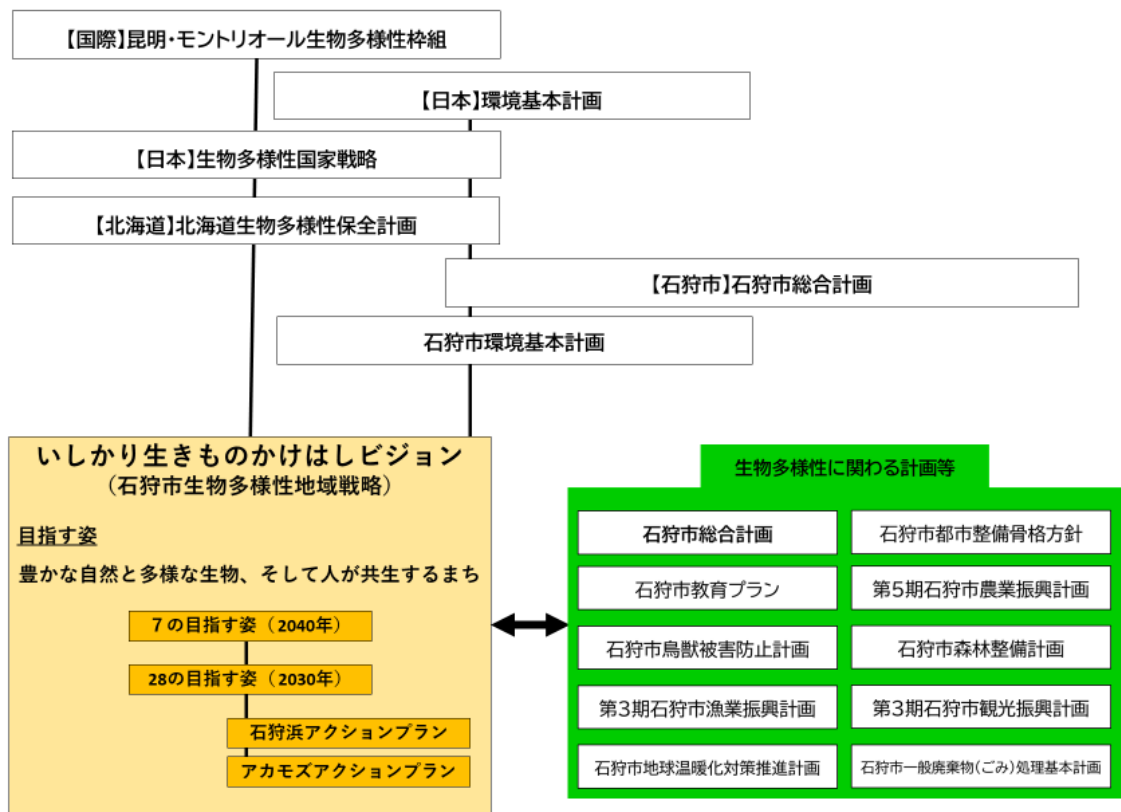 【国際】昆明・モントリオール生物多様性枠組
【日本】環境基本計画
【日本】生物多様性国家戦略
【北海道】北海道生物多様性保全計画
【石狩市】石狩市総合計画
石狩市環境基本計画
いしかり生きものかけはしビジョン
（石狩市生物多様性地域戦略）
目指す姿
豊かな自然と多様な生物、そして人が共生するまち
７の目指す姿（2040年）
28の目指す姿（2030年）
石狩浜アクションプラン
アカモズアクションプラン
生物多様性に関わる計画等
石狩市総合計画
石狩市都市整備骨格方針
石狩市教育プラン
第5期石狩市農業振興計画
石狩市鳥獣被害防止計画
石狩市森林整備計画
第3期石狩市漁業振興計画
第3期石狩市観光振興計画
石狩市地球温暖化対策推進計画
石狩市一般廃棄物(ごみ)処理基本計画